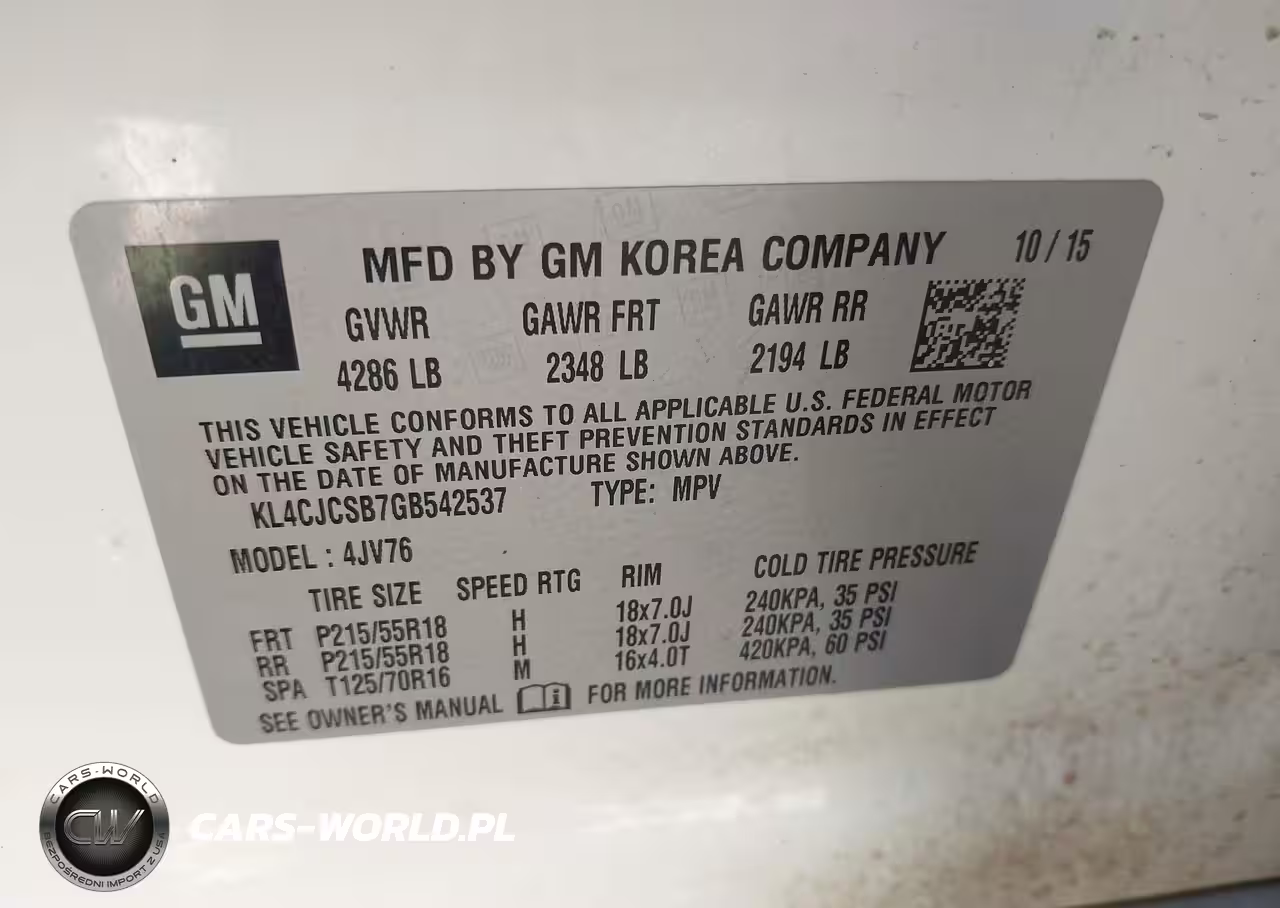 GM
MFD BY GM KOREA COMPANY 10/15
GVWR GAWR FRT GAWR RR
4286 LB 2348 LB 2194 LB
THIS VEHICLE CONFORMS TO ALL APPLICABLE U.S. FEDERAL MOTOR
VEHICLE SAFETY AND THEFT PREVENTION STANDARDS IN EFFECT
ON THE DATE OF MANUFACTURE SHOWN ABOVE.
KL4CJCSB7GB542537 TYPE: MPV
MODEL : 4JV76
TIRE SIZE SPEED RTG RIM COLD TIRE PRESSURE
FRT P215/55R18 H 18x7.0J 240KPA, 35 PSI
RR P215/55R18 H 18x7.0J 240KPA, 35 PSI
SPA T125/70R16 M 16x4.0T 420KPA, 60 PSI
SEE OWNER'S MANUAL FOR MORE INFORMATION.
CARS-WORLD
CW
BEZPOŚREDNI IMPORT Z USA
CARS-WORLD.PL